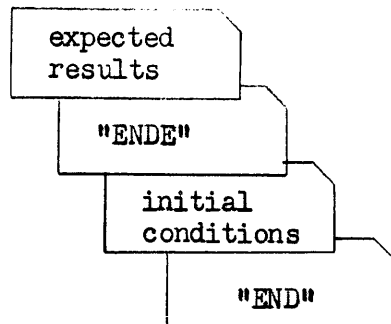 expected
results
"ENDE"
initial
conditions
"END"